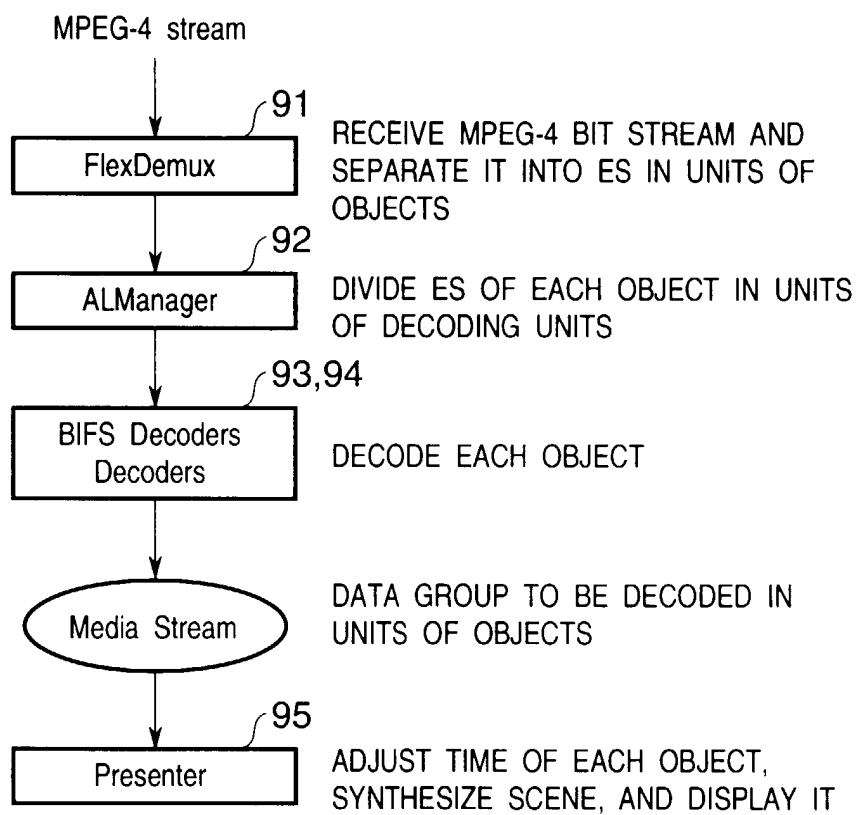 MPEG-4 stream
91
FlexDemux
RECEIVE MPEG-4 BIT STREAM AND
SEPARATE IT INTO ES IN UNITS OF
OBJECTS
92
ALManager
DIVIDE ES OF EACH OBJECT IN UNITS
OF DECODING UNITS
93,94
BIFS Decoders
Decoders
DECODE EACH OBJECT
Media Stream
DATA GROUP TO BE DECODED IN
UNITS OF OBJECTS
95
Presenter
ADJUST TIME OF EACH OBJECT,
SYNTHESIZE SCENE, AND DISPLAY IT